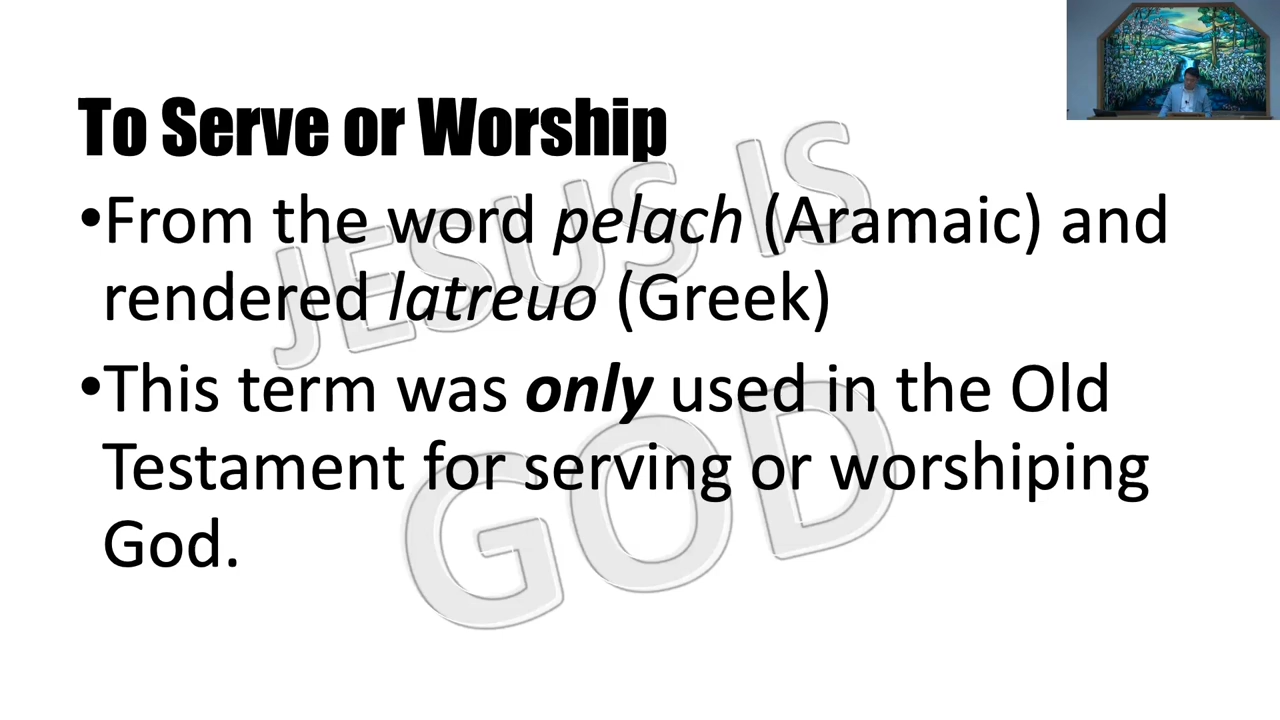 To Serve or Worship
•From the word pelach (Aramaic) and
rendered latreuo (Greek)
•This term was only used in the Old
Testament for serving or worshiping
God.
JESUS IS
GOD